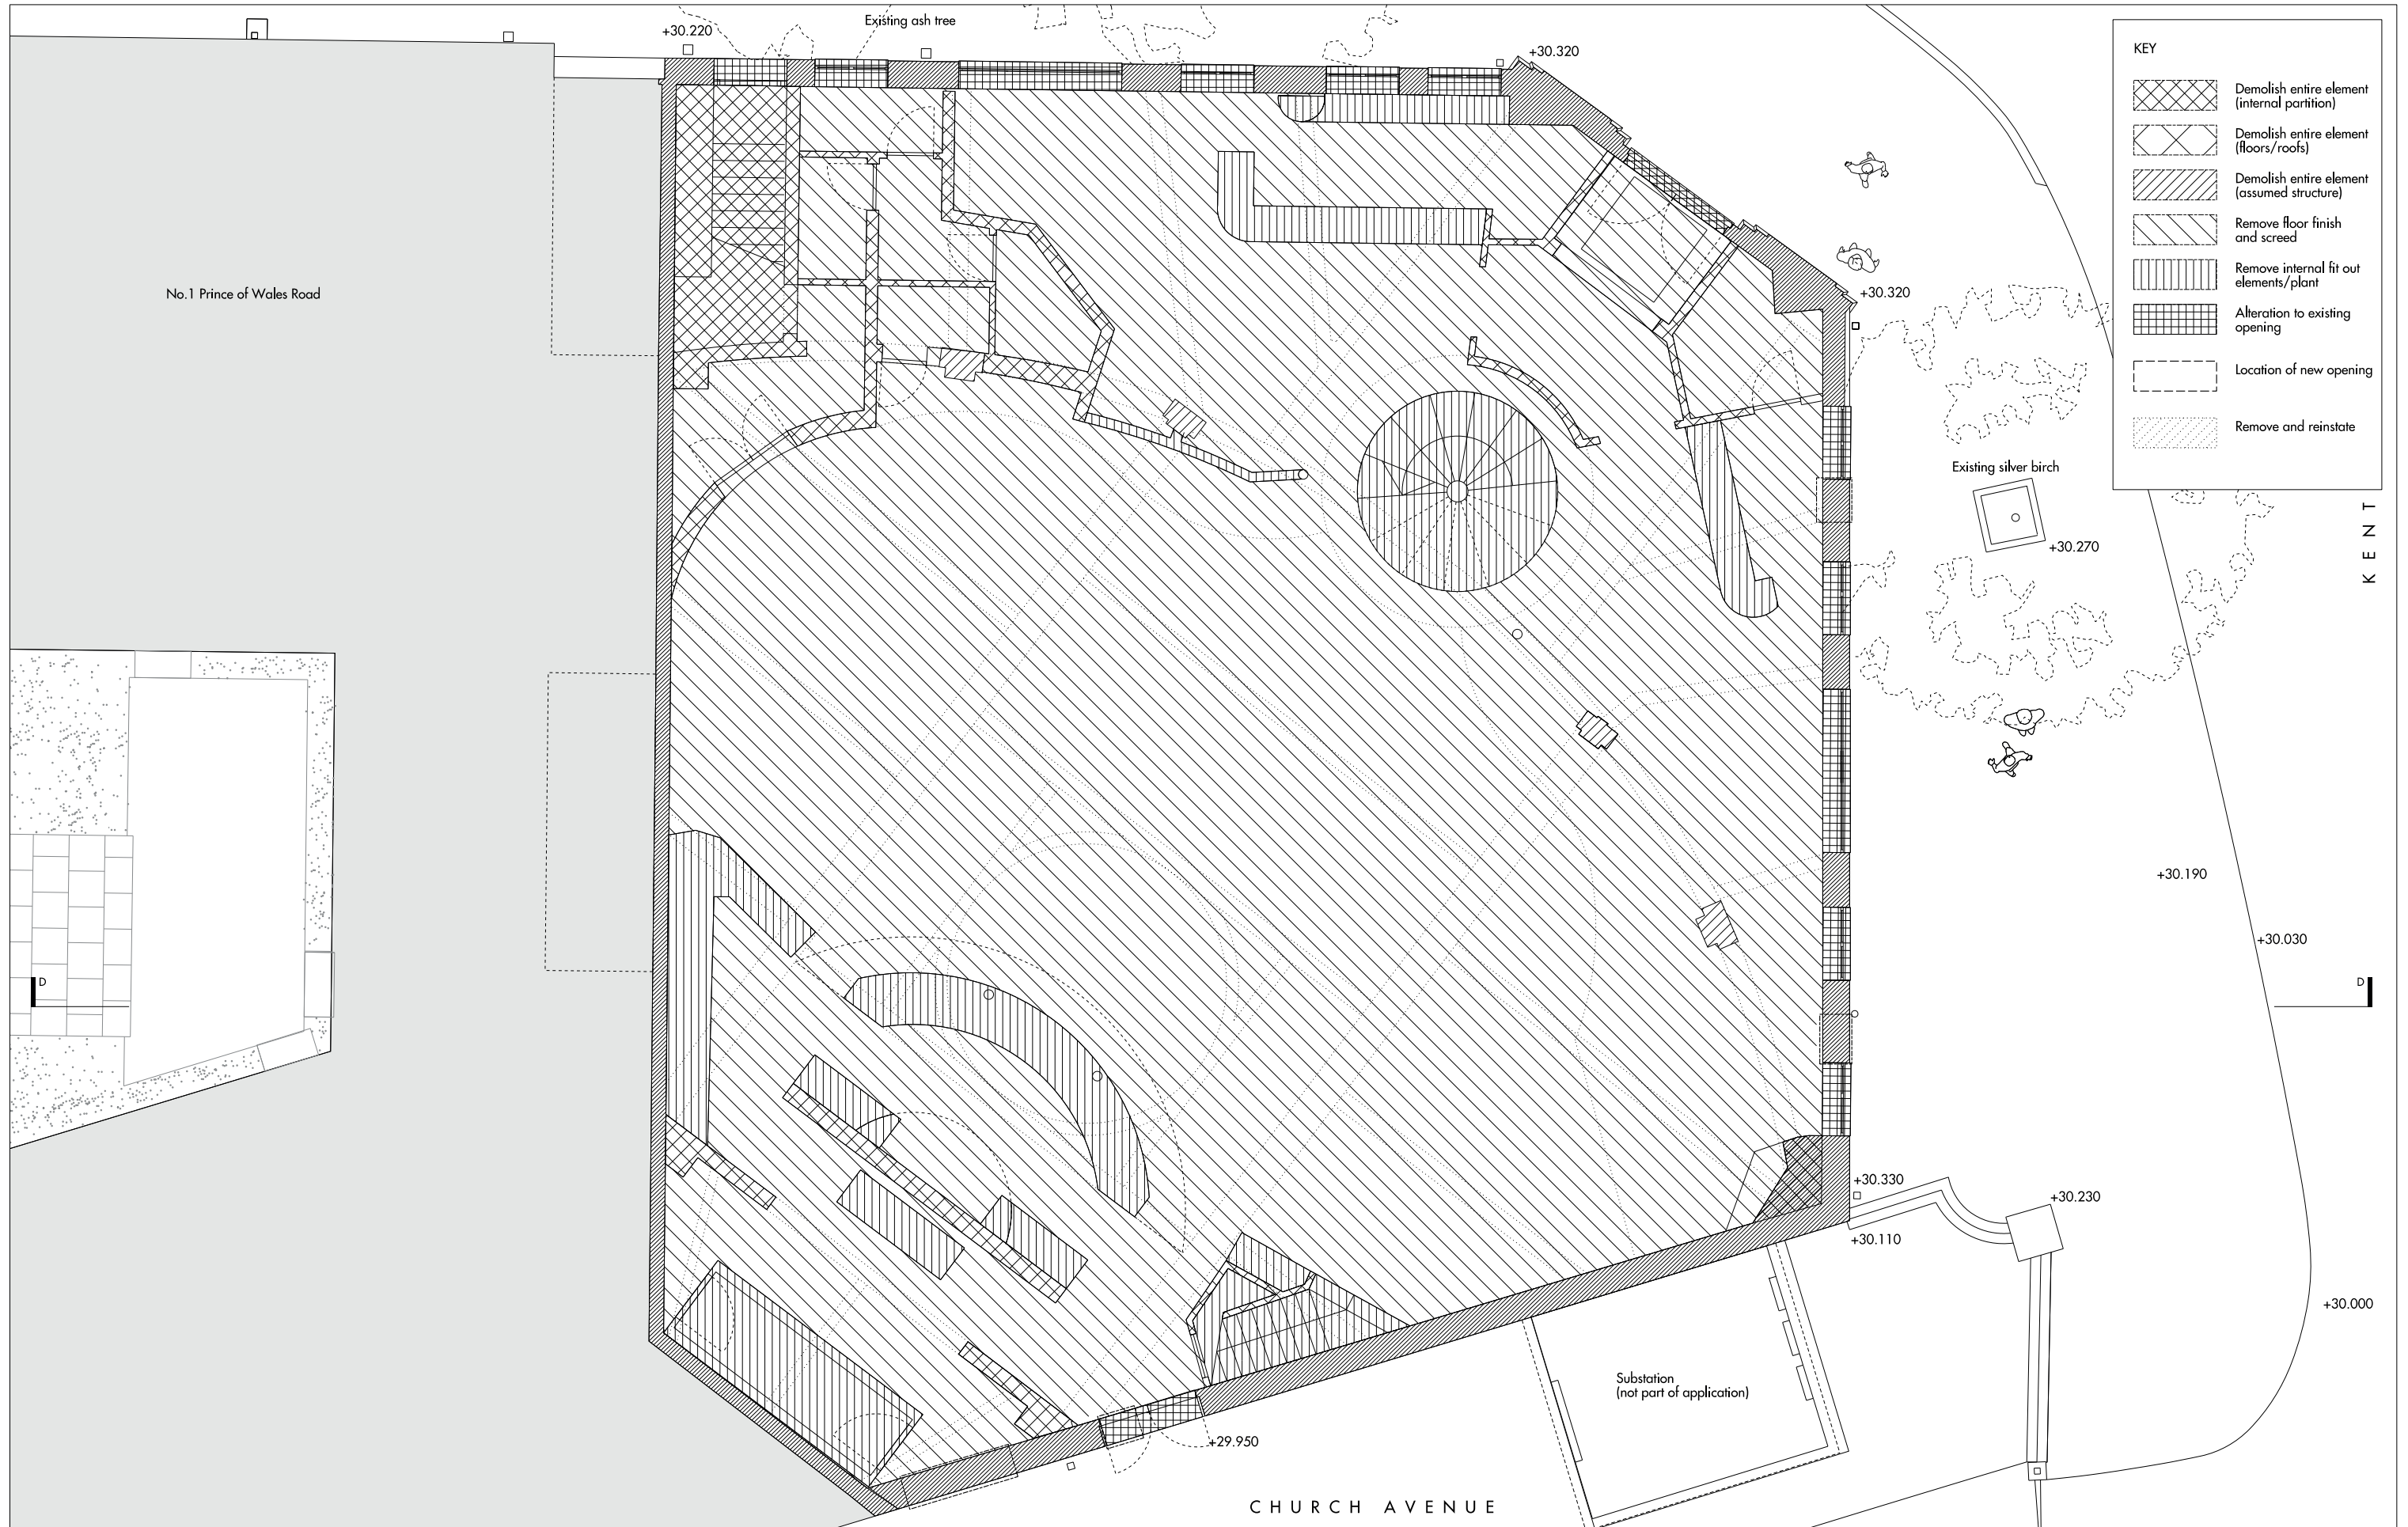 Existing ash tree
+30.220
+30.320
KEY
Demolish entire element
(internal partition)
Demolish entire element
(floors/roofs)
Demolish entire element
(assumed structure)
Remove floor finish
and screed
Remove internal fit out
elements/plant
Alteration to existing
opening
Location of new opening
Remove and reinstate
No.1 Prince of Wales Road
+30.320
Existing silver birch
+30.270
KENT
+30.190
+30.030
D
D
+30.330
+30.230
+30.110
+30.000
Substation
(not part of application)
+29.950
CHURCH AVENUE